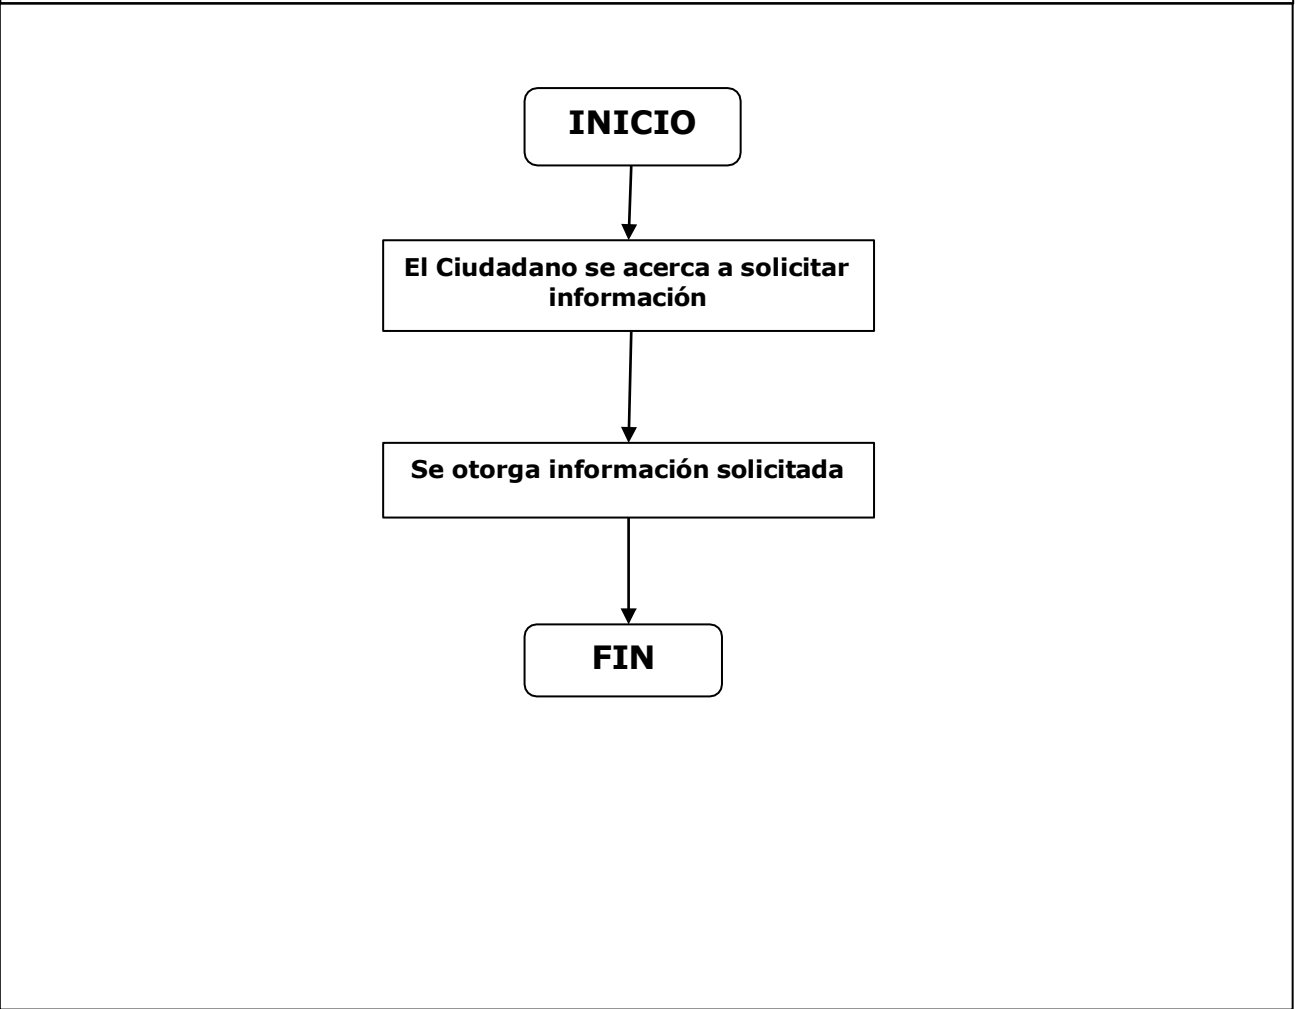 INICIO
El Ciudadano se acerca a solicitar
información
Se otorga información solicitada
FIN